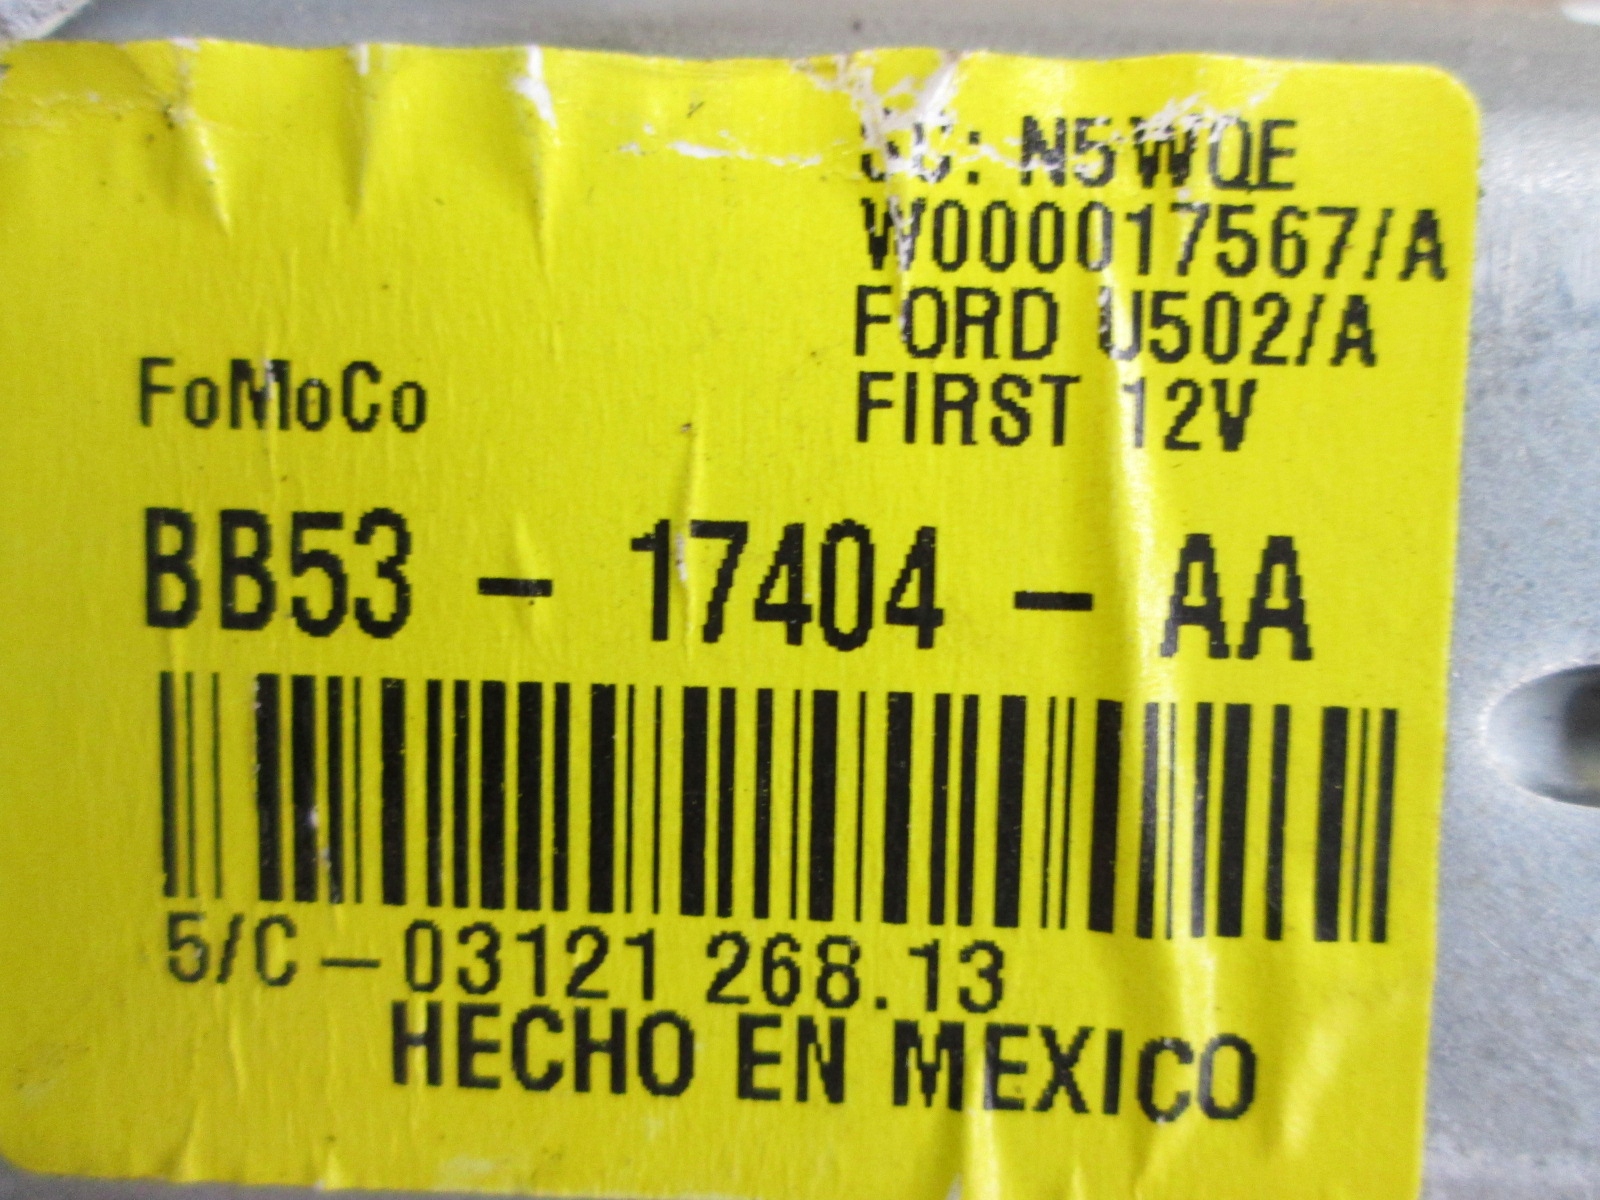 : N5WQE
W000017567/A
FORD U502/A
FIRST 12V
FoMoCo
BB53 - 17404 - AA
5/C-03121 268.13
HECHO EN MEXICO